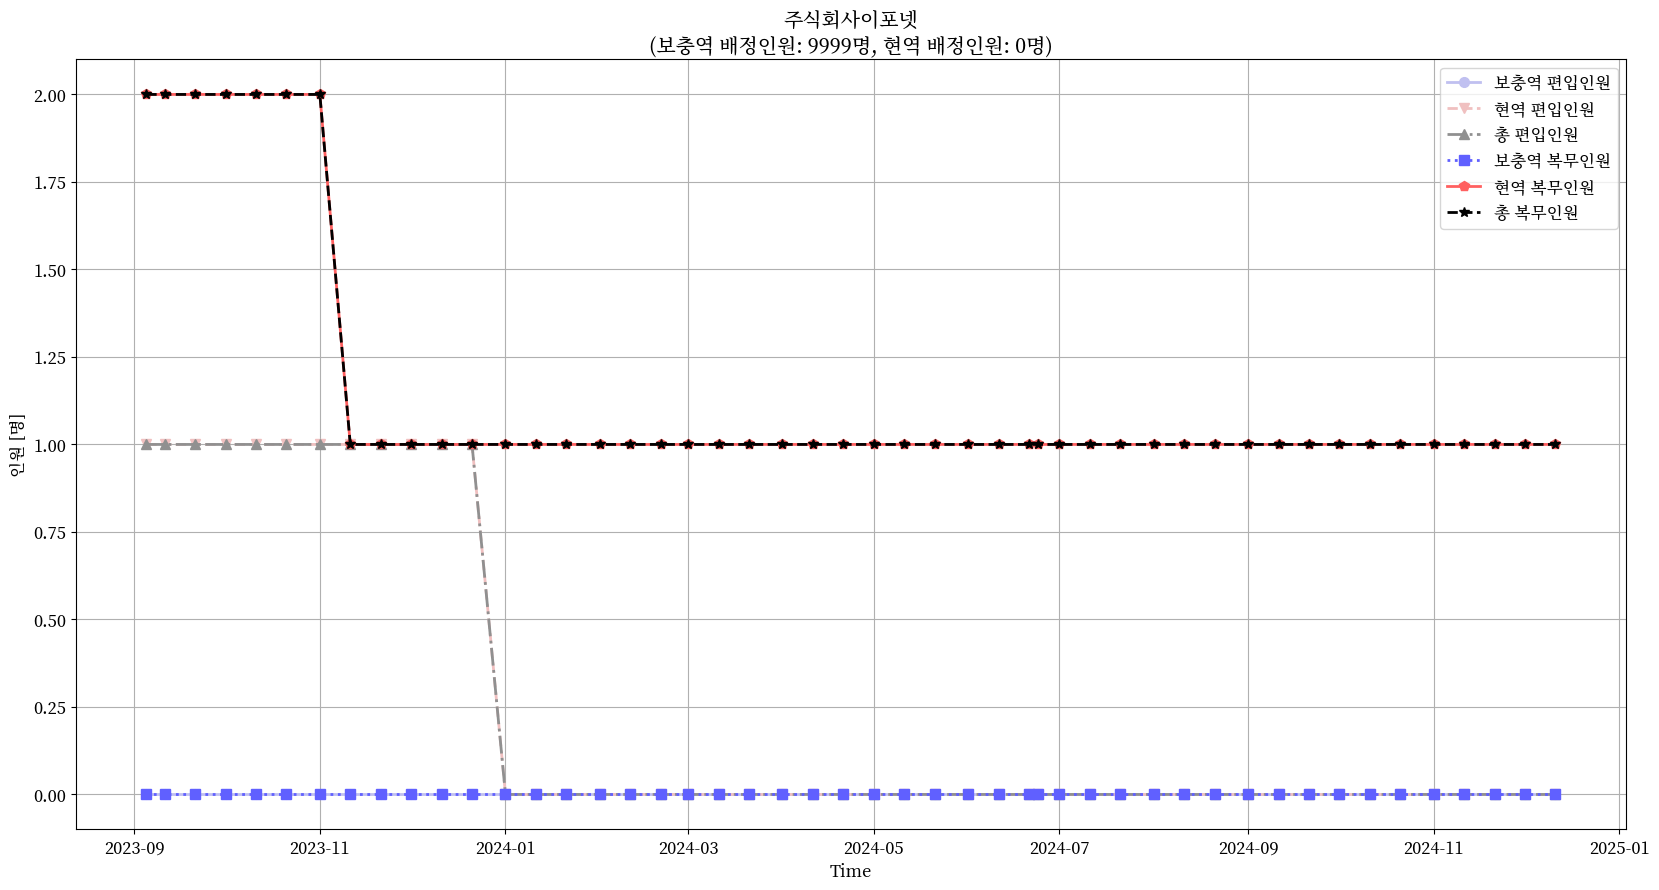 주식회사이포넷
(보충역 배정인원: 9999명, 현역 배정인원: 0명)
보충역 편입인원
현역 편입인원
총 편입인원
보충역 복무인원
현역 복무인원
총 복무인원
2.00
1.75
1.50
1.25
1.00
0.75
0.50
0.25
0.00
인원 [명]
2023-09
2023-11
2024-01
2024-03
2024-05
2024-07
2024-09
2024-11
2025-01
Time